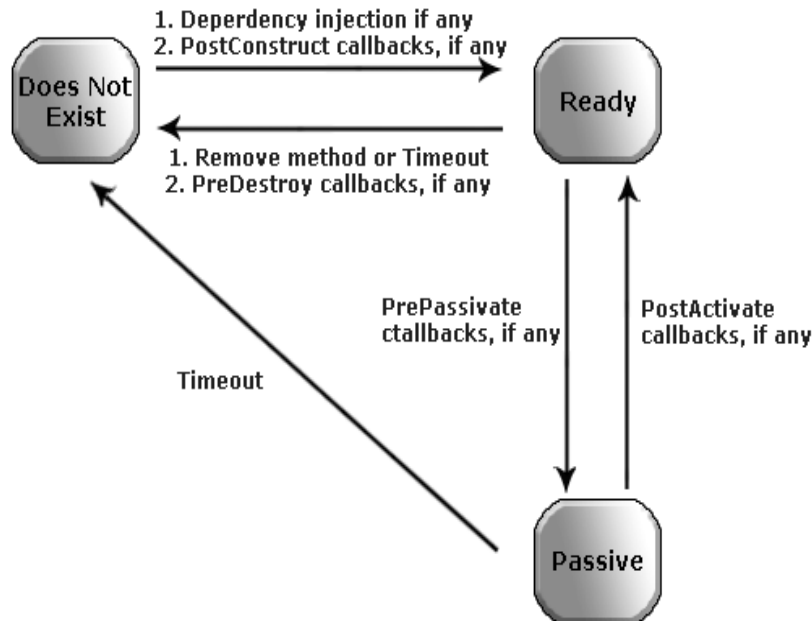 1. Deperdency injection if any
2. PostConstruct callbacks, if any
Does Not
Exist
Ready
1. Remove method or Timeout
2. PreDestroy callbacks, if any
PrePassivate
ctallbacks, if any
PostActivate
callbacks, if any
Timeout
Passive